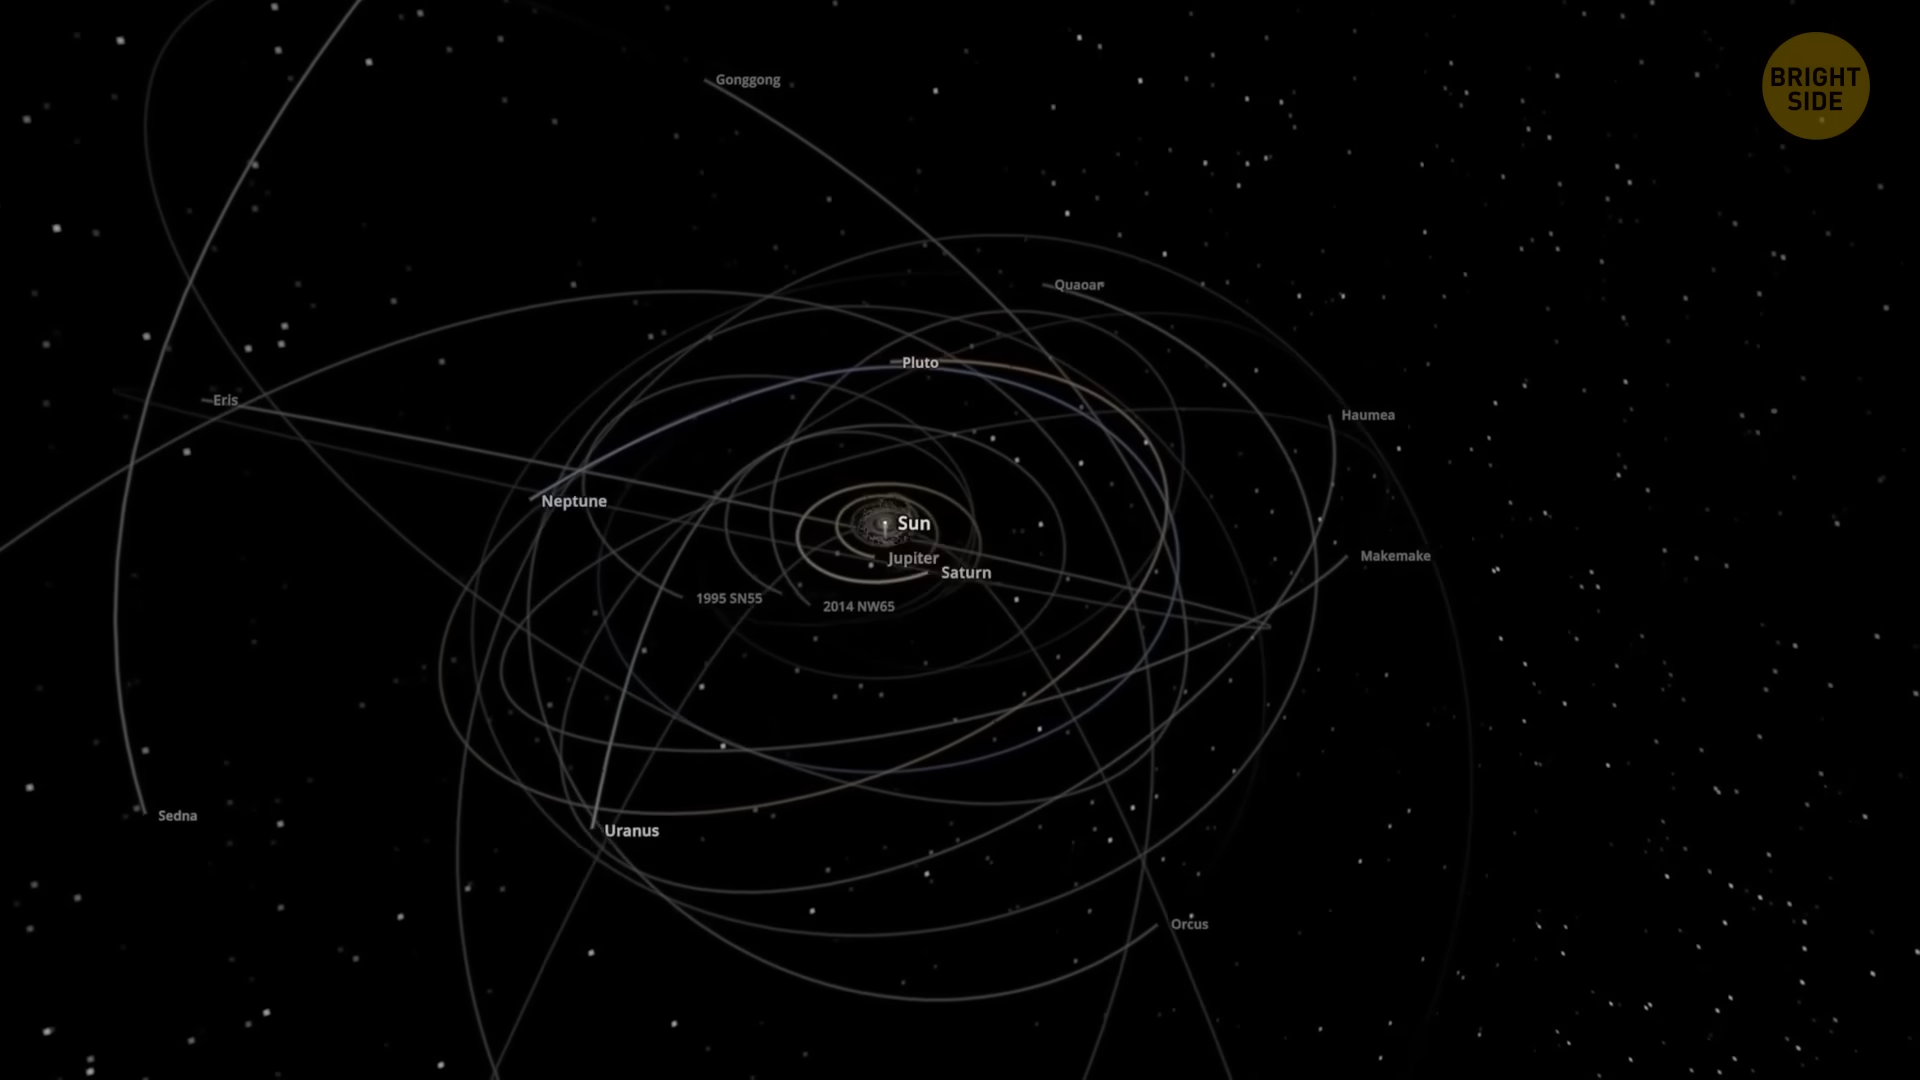 BRIGHT
SIDE
Gonggong
Quaoar
Pluto
Eris
Haumea
Neptune
Sun
Jupiter
Makemake
Saturn
1995 SN55
2014 NW65
Sedna
Uranus
Orcus